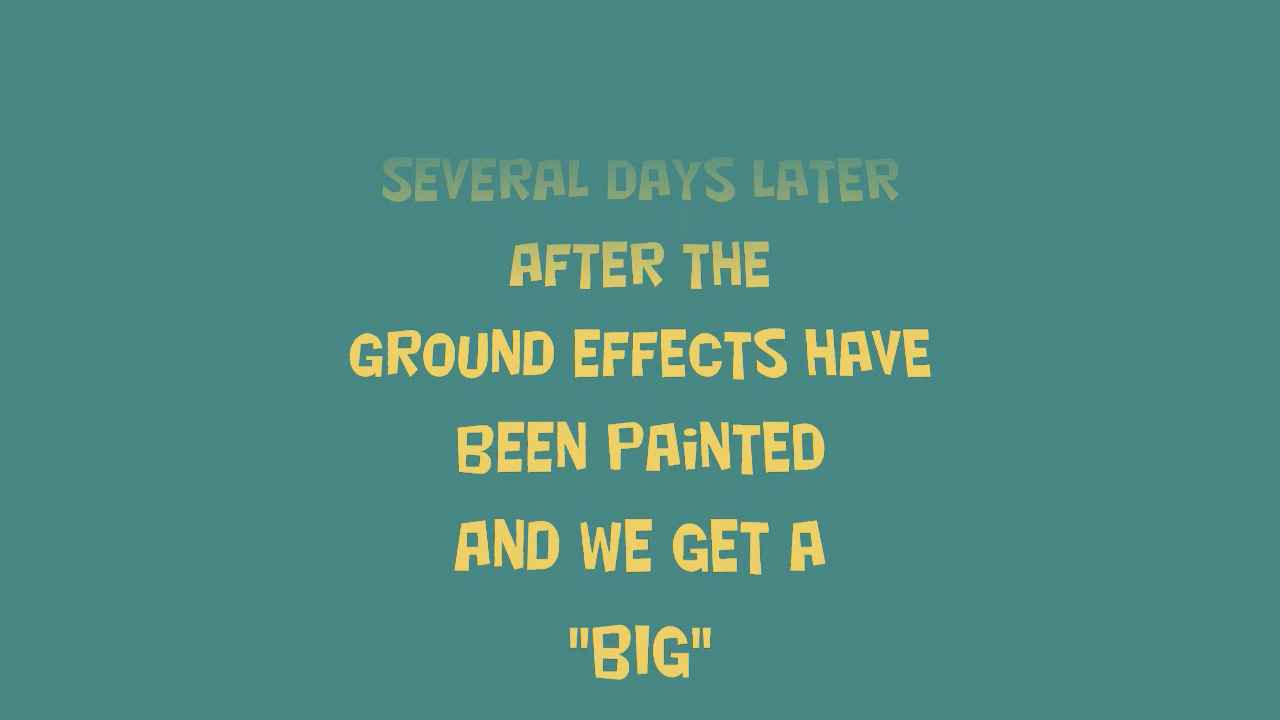 SEVERAL DAYS LATER
AFTER THE
GROUND EFFECTS HAVE
BEEN PAiNTED
AND WE GET A
"BIG"